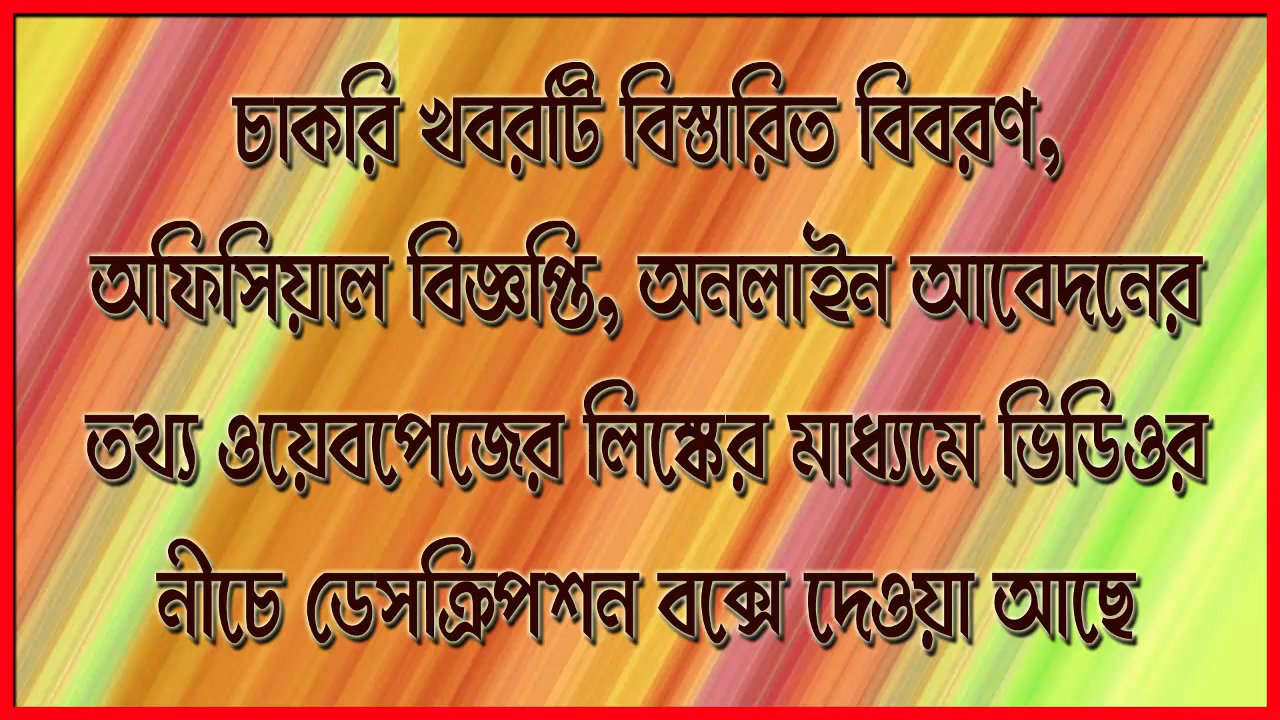 চাকরি খবরটি বিস্তারিত বিবরণ,
অফিসিয়াল বিজ্ঞপ্তি, অনলাইন আবেদনের
তথ্য ওয়েবপেজের লিঙ্কের মাধ্যমে ভিডিওর
নীচে ডেসক্রিপশন বক্সে দেওয়া আছে